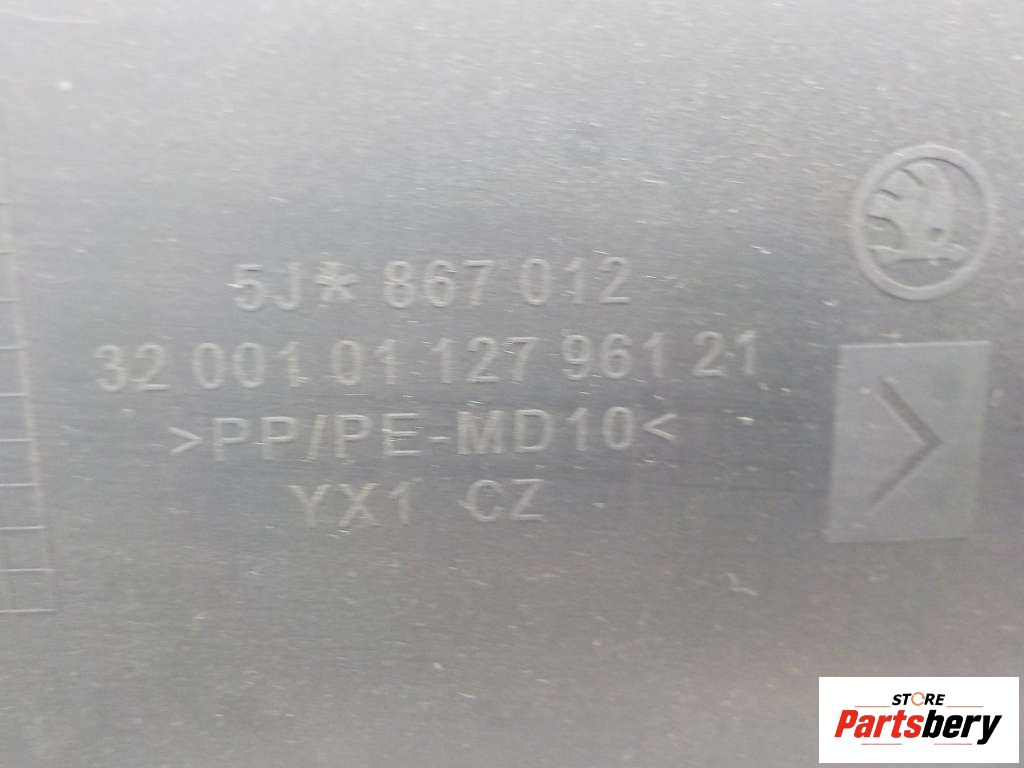 5J* 867 012
32 001 01 127 961 21
>PP/PE-MD10<
YX1 CZ
STORE
Partsbery